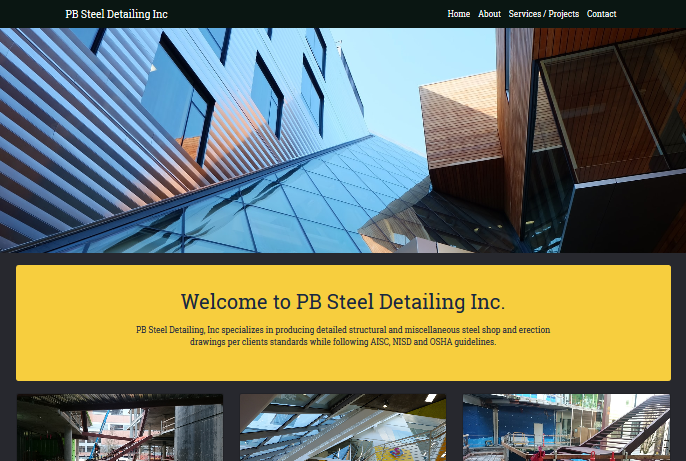 PB Steel Detailing Inc
Home About Services / Projects Contact
Welcome to PB Steel Detailing Inc.
PB Steel Detailing, Inc specializes in producing detailed structural and miscellaneous steel shop and erection
drawings per clients standards while following AISC, NISD and OSHA guidelines.